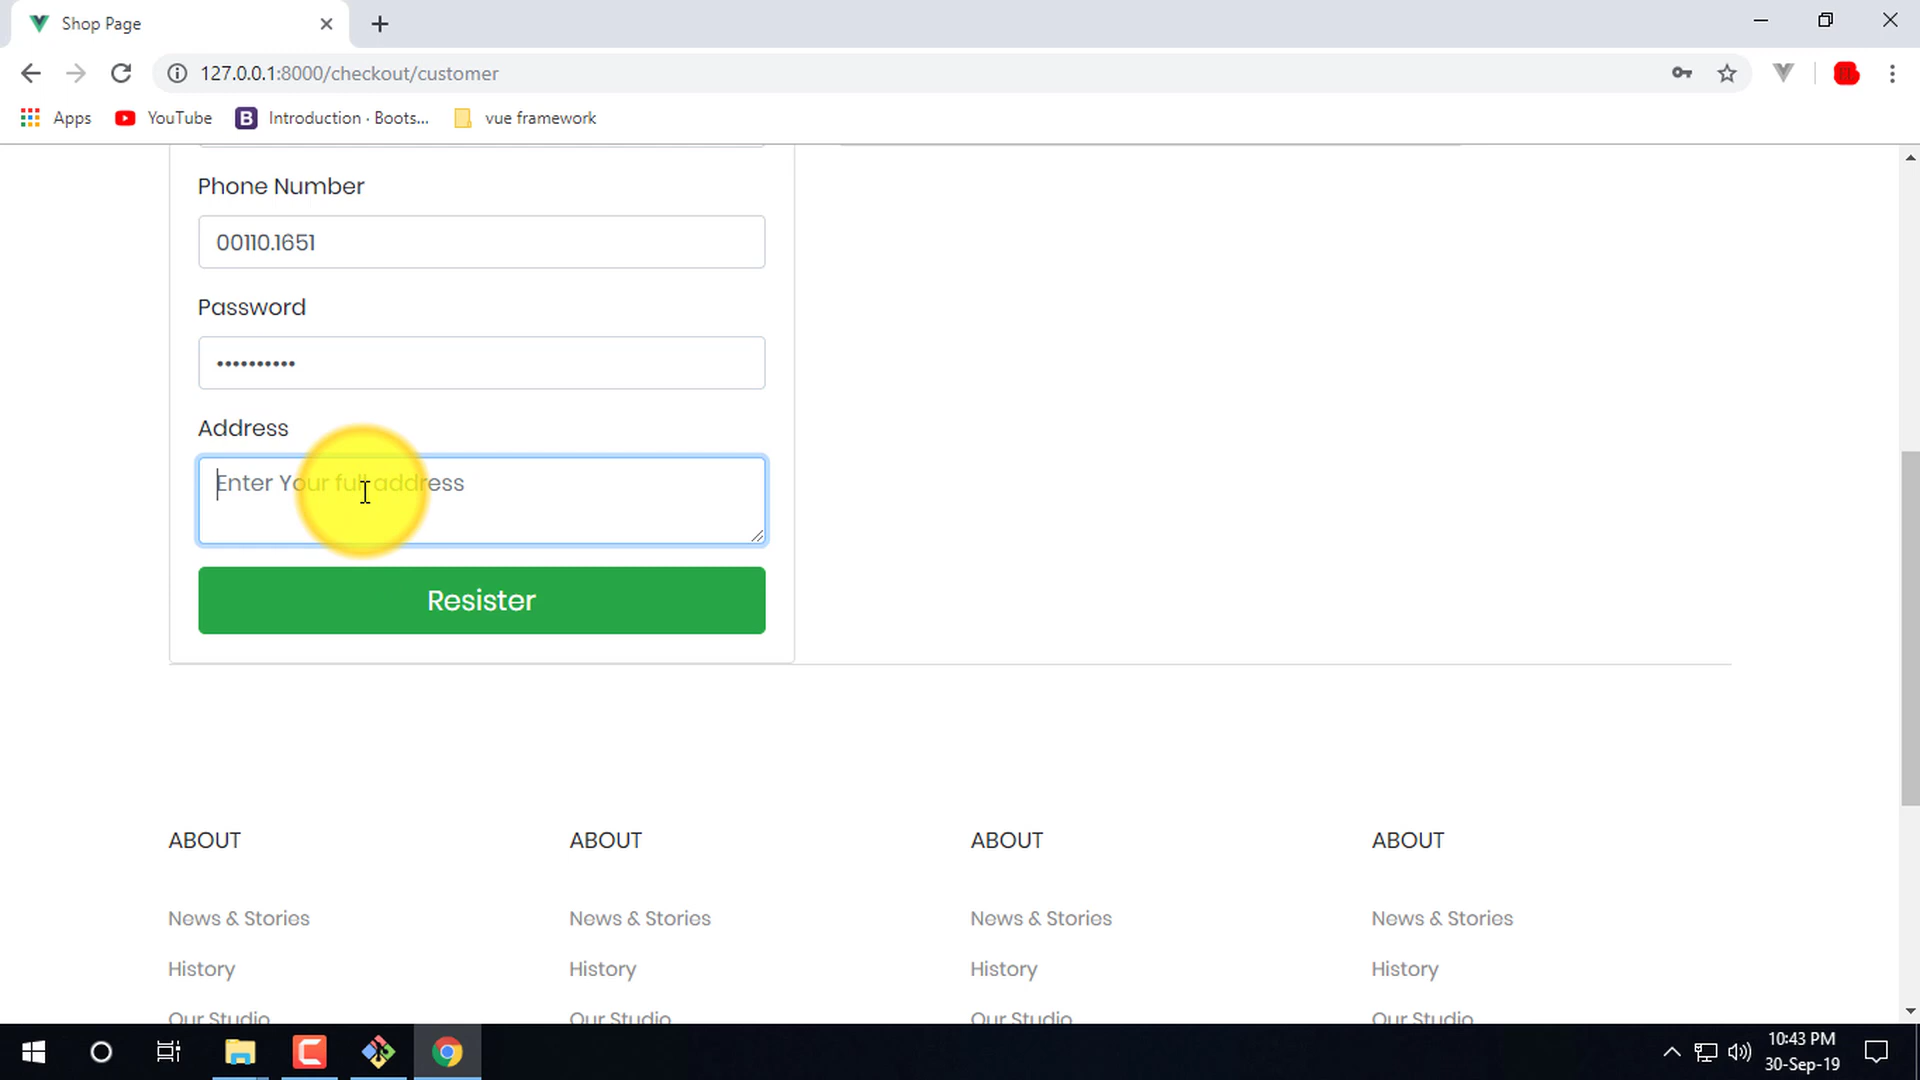 Shop Page
127.0.0.1:8000/checkout/customer
Apps
YouTube
B
Introduction · Boots...
vue framework
Phone Number
00110.1651
Password
••••••••••
Address
Enter Your full address
Resister
ABOUT ABOUT ABOUT ABOUT
News & Stories News & Stories News & Stories News & Stories
History History History History
Our Studio Our Studio Our Studio Our Studio
10:43 PM
30-Sep-19